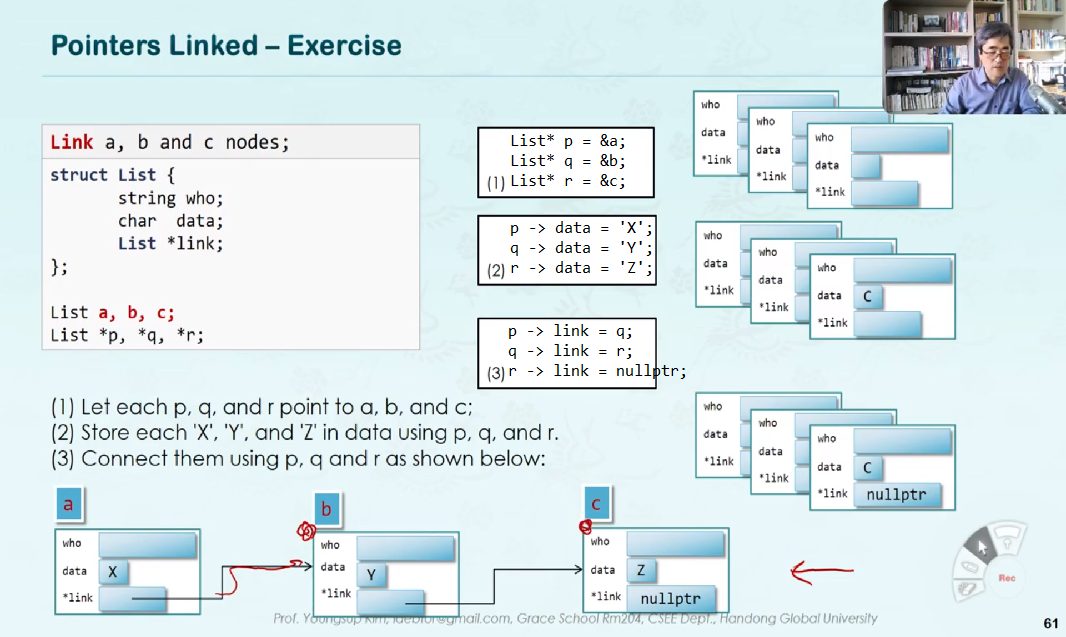 Pointers Linked – Exercise
Link a, b and c nodes;
struct List {
string who;
char data;
List *link;
};
List a, b, c;
List *p, *q, *r;
List* p = &a;
List* q = &b;
(1) List* r = &c;
p -> data = 'X';
q -> data = 'Y';
(2) r -> data = 'Z';
p -> link = q;
q -> link = r;
(3) r -> link = nullptr;
who
data
*link
who
data
*link
who
data
*link
who
data
*link
who
data
*link
who
data C
*link
who
data
*link
who
data
*link
who
data C
*link nullptr
(1) Let each p, q, and r point to a, b, and c;
(2) Store each 'X', 'Y', and 'Z' in data using p, q, and r.
(3) Connect them using p, q and r as shown below:
a
who
data X
*link
b
who
data Y
*link
c
who
data Z
*link nullptr
Rec
Prof. Youngsup Kim, idebtor@gmail.com, Grace School Rm204, CSEE Dept., Handong Global University
61